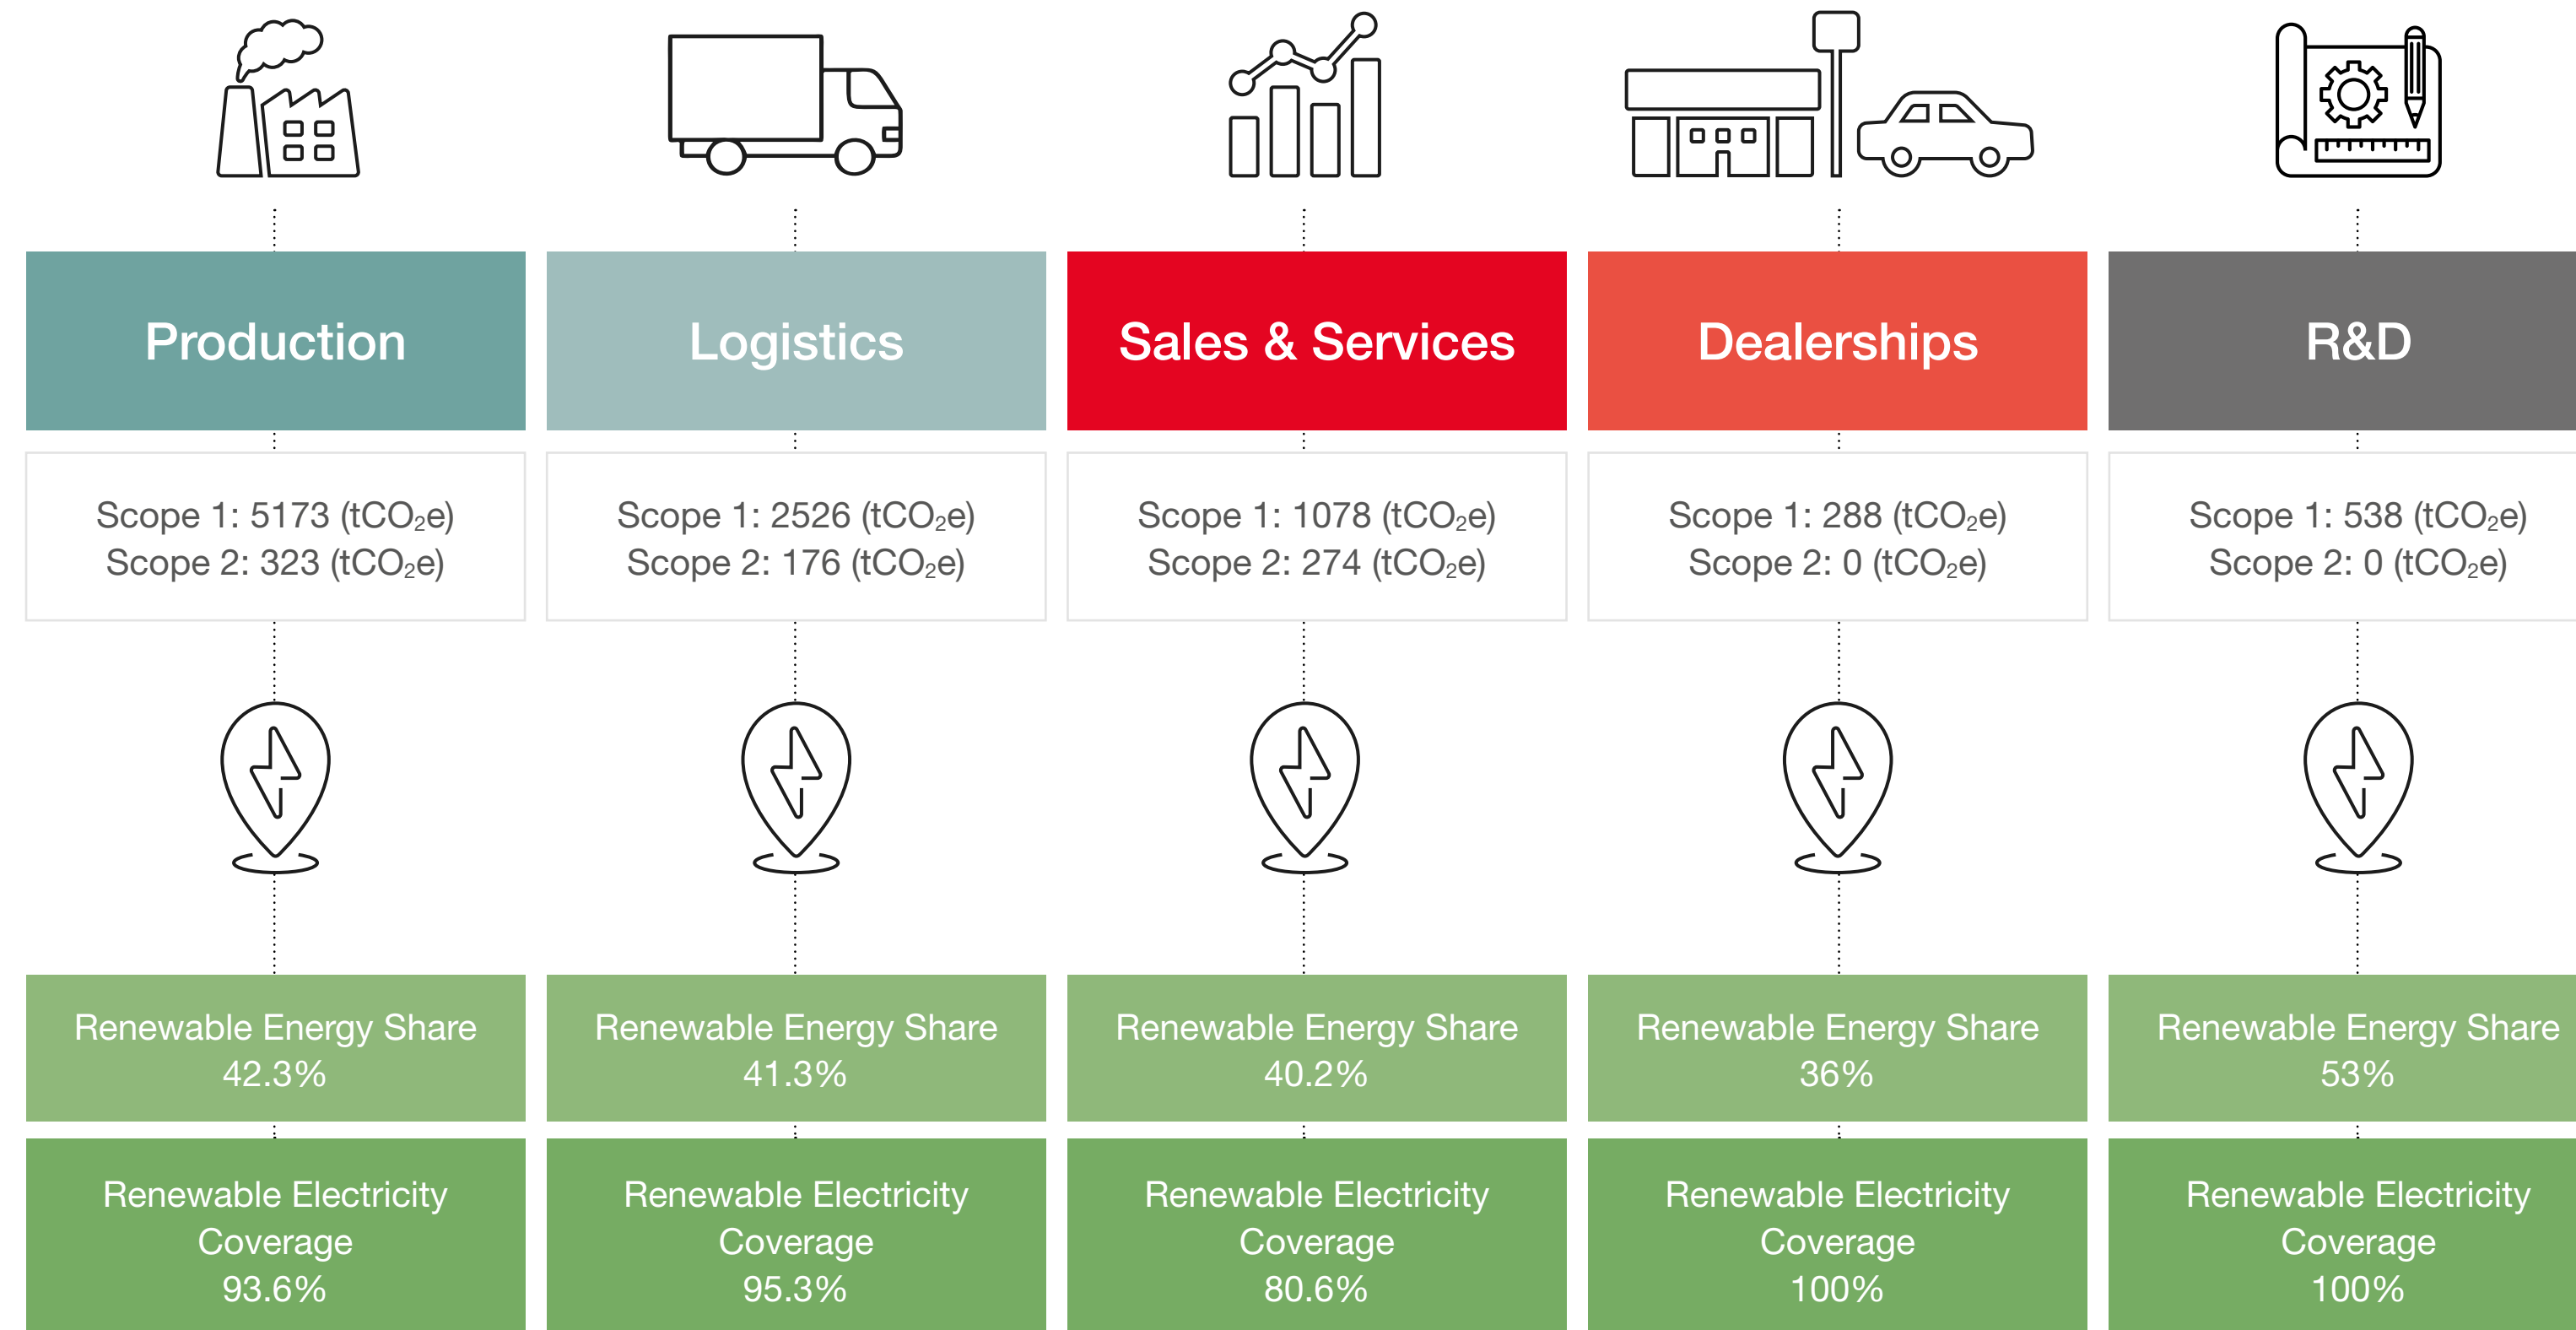 Production
Scope 1: 5173 (tCO₂e)
Scope 2: 323 (tCO₂e)
Renewable Energy Share
42.3%
Renewable Electricity
Coverage
93.6%
Logistics
Scope 1: 2526 (tCO₂e)
Scope 2: 176 (tCO₂e)
Renewable Energy Share
41.3%
Renewable Electricity
Coverage
95.3%
Sales & Services
Scope 1: 1078 (tCO₂e)
Scope 2: 274 (tCO₂e)
Renewable Energy Share
40.2%
Renewable Electricity
Coverage
80.6%
Dealerships
Scope 1: 288 (tCO₂e)
Scope 2: 0 (tCO₂e)
Renewable Energy Share
36%
Renewable Electricity
Coverage
100%
R&D
Scope 1: 538 (tCO₂e)
Scope 2: 0 (tCO₂e)
Renewable Energy Share
53%
Renewable Electricity
Coverage
100%